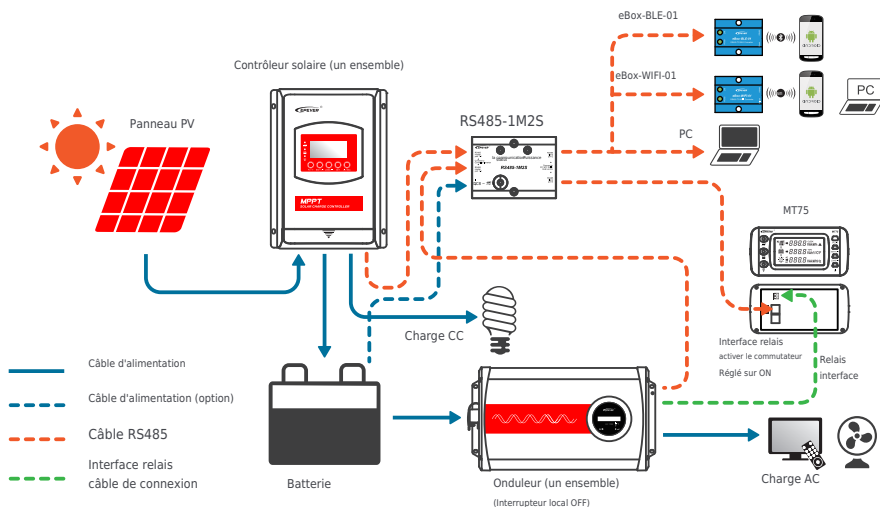 eBox-BLE-01
eBox-WIFI-01
PC
PC
Contrôleur solaire (un ensemble)
RS485-1M2S
Panneau PV
EPEVER
MPPT
SOLAR CHARGE CONTROLLER
RS485-1M2S
MT75
Charge CC
Interface relais
activer le commutateur
Réglé sur ON
Relais
interface
Câble d'alimentation
Câble d'alimentation (option)
Câble RS485
Interface relais
câble de connexion
Batterie
Onduleur (un ensemble)
(Interrupteur local OFF)
Charge AC